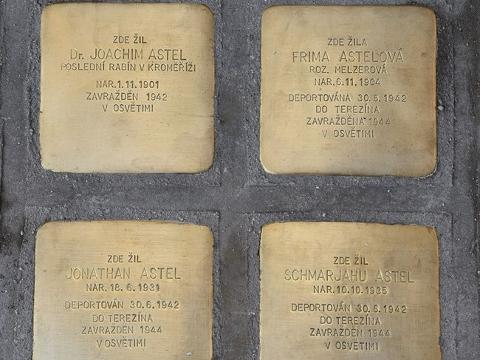 ZDE ŽIL
Dr. JOACHIM ASTEL
POSLEDNÍ RABÍN V KROMĚŘÍŽI
NAR.1.11.1901
ZAVRAŽDĚN 1942
V OSVĚTIMI
ZDE ŽILA
FRIMA ASTELOVÁ
ROZ. MELZEROVÁ
NAR.6.11.1904
DEPORTOVÁNA 30.6.1942
DO TEREZÍNA
ZAVRAŽDĚNA 1944
V OSVĚTIMI
ZDE ŽIL
JONATHAN ASTEL
NAR. 18.6.1931
DEPORTOVÁN 30.6.1942
DO TEREZÍNA
ZAVRAŽDĚN 1944
V OSVĚTIMI
ZDE ŽIL
SCHMARJAHU ASTEL
NAR.10.10.1935
DEPORTOVÁN 30.6.1942
DO TEREZÍNA
ZAVRAŽDĚN 1944
V OSVĚTIMI